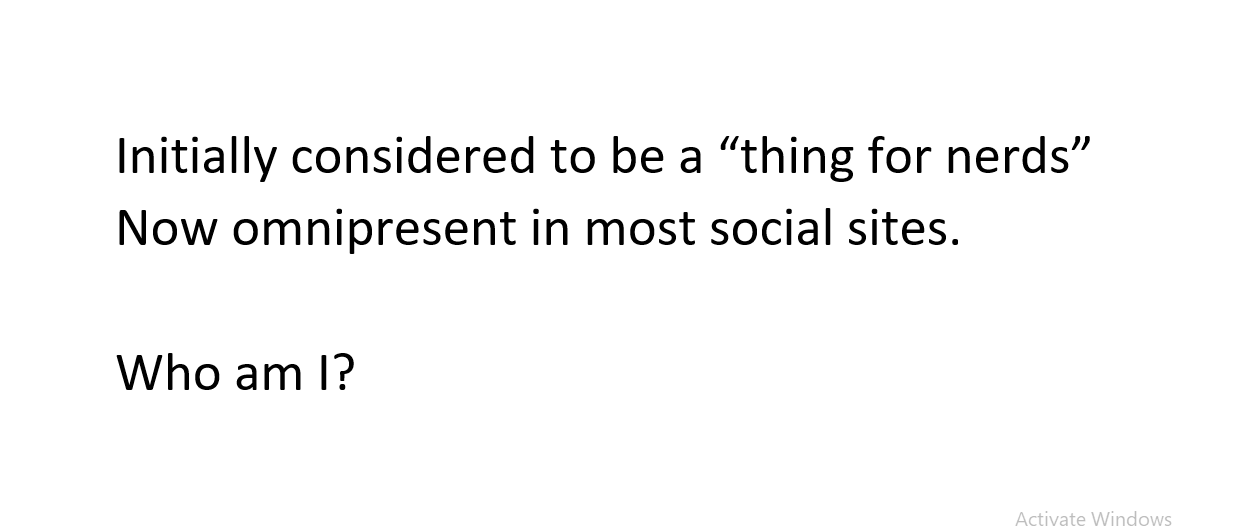 Initially considered to be a “thing for nerds”
Now omnipresent in most social sites.
Who am I?
Activate Windows